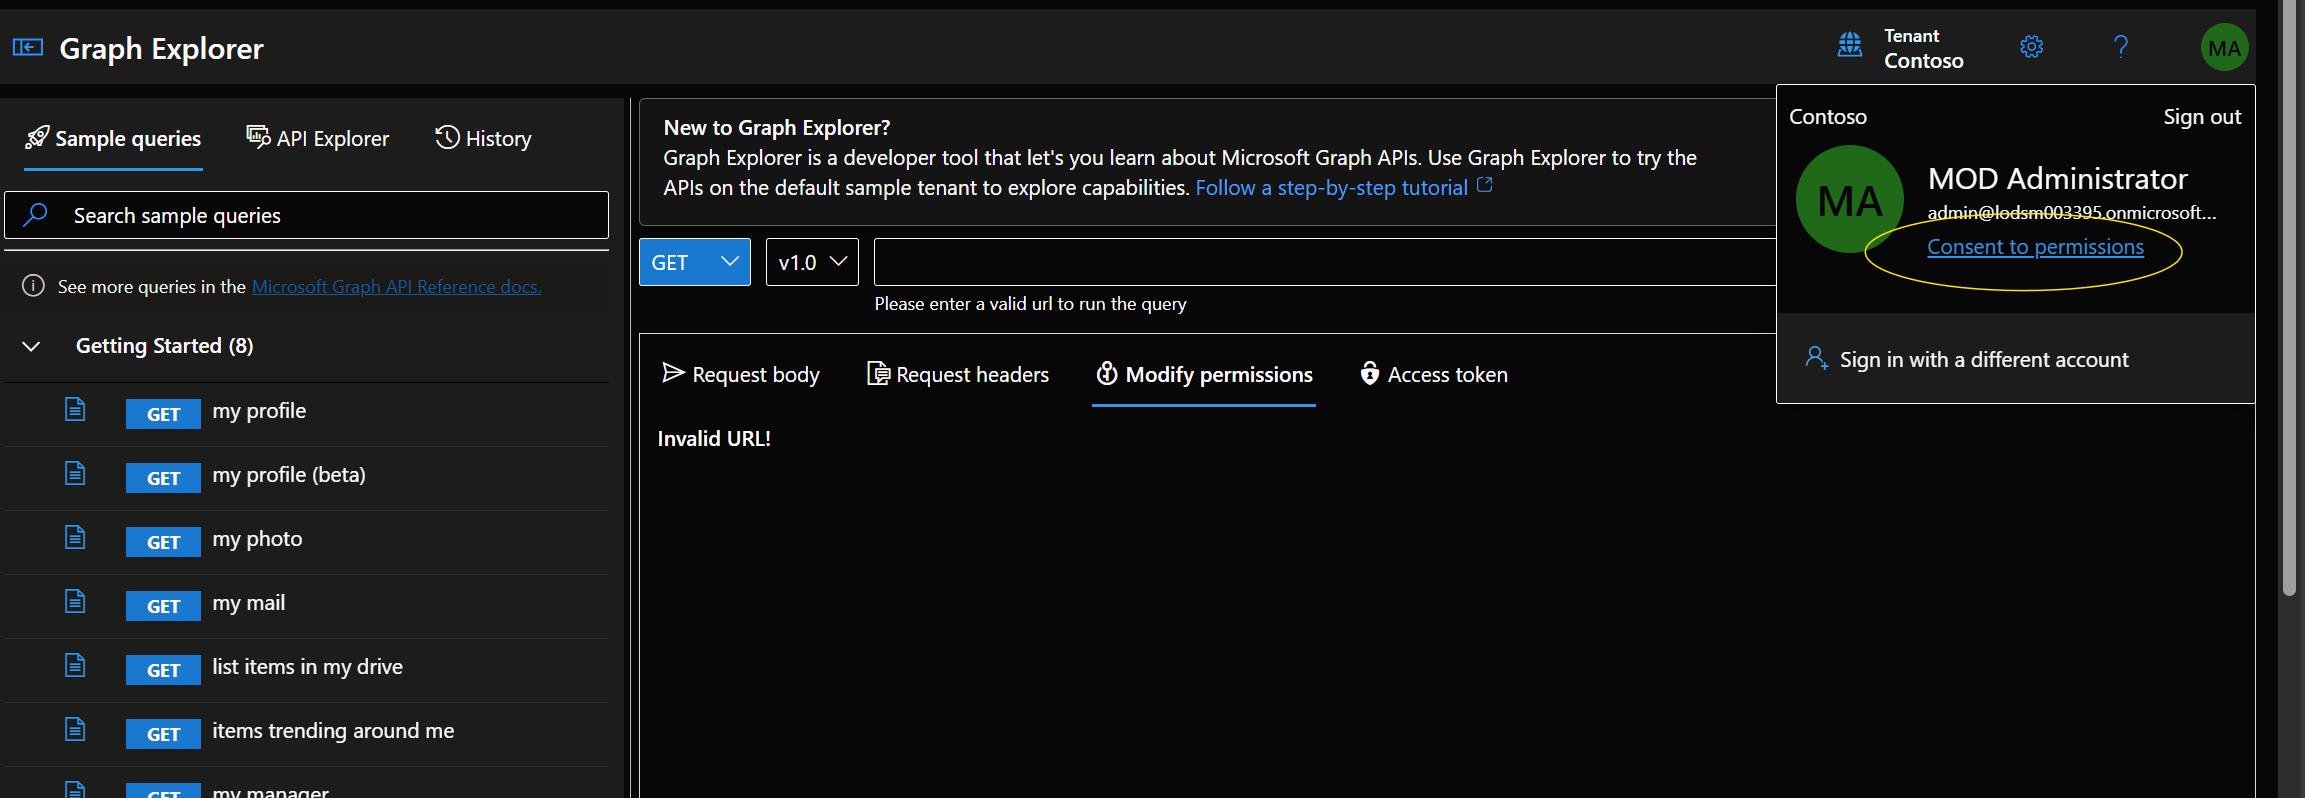 Graph Explorer
Tenant
Contoso
MA
Sample queries
API Explorer
History
Search sample queries
See more queries in the Microsoft Graph API Reference docs.
Getting Started (8)
GET my profile
GET my profile (beta)
GET my photo
GET my mail
GET list items in my drive
GET items trending around me
GET my manager
New to Graph Explorer?
Graph Explorer is a developer tool that let's you learn about Microsoft Graph APIs. Use Graph Explorer to try the
APIs on the default sample tenant to explore capabilities. Follow a step-by-step tutorial
GET
v1.0
Please enter a valid url to run the query
Request body
Request headers
Modify permissions
Access token
Invalid URL!
Contoso
Sign out
MA
MOD Administrator
admin@lodsm003395.onmicrosoft...
Consent to permissions
Sign in with a different account